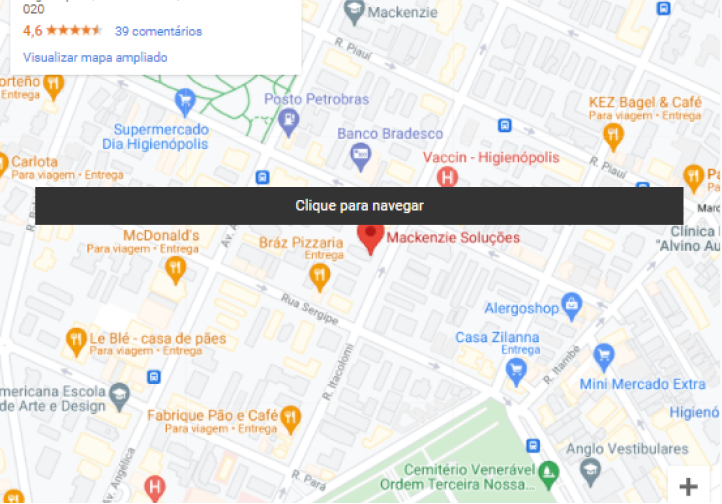 020
4,6
39 comentários
Visualizar mapa ampliado
Mackenzie
R. Piauí
orteño
Entrega
Posto Petrobras
KEZ Bagel & Café
Para viagem • Entrega
Supermercado
Dia Higienópolis
Banco Bradesco
Carlota
Para viagem • Entrega
Vaccin - Higienópolis
R. Piauí
Clique para navegar
Marc
McDonald's
Para viagem • Entrega
Av. A
Bráz Pizzaria
Entrega
Mackenzie Soluções
Clínica
"Alvino Au
Rua Sergipe
Alergoshop
Le Blé - casa de pães
Para viagem • Entrega
Casa Zilanna
Entrega
R. Itacolomi
R. Itambé
Mini Mercado Extra
mericana Escola
de Arte e Design
Fabrique Pão e Café
Para viagem • Entrega
Higienó
Anglo Vestibulares
Av. Angélica
R. Pará
Cemitério Venerável
Ordem Terceira Nossa...